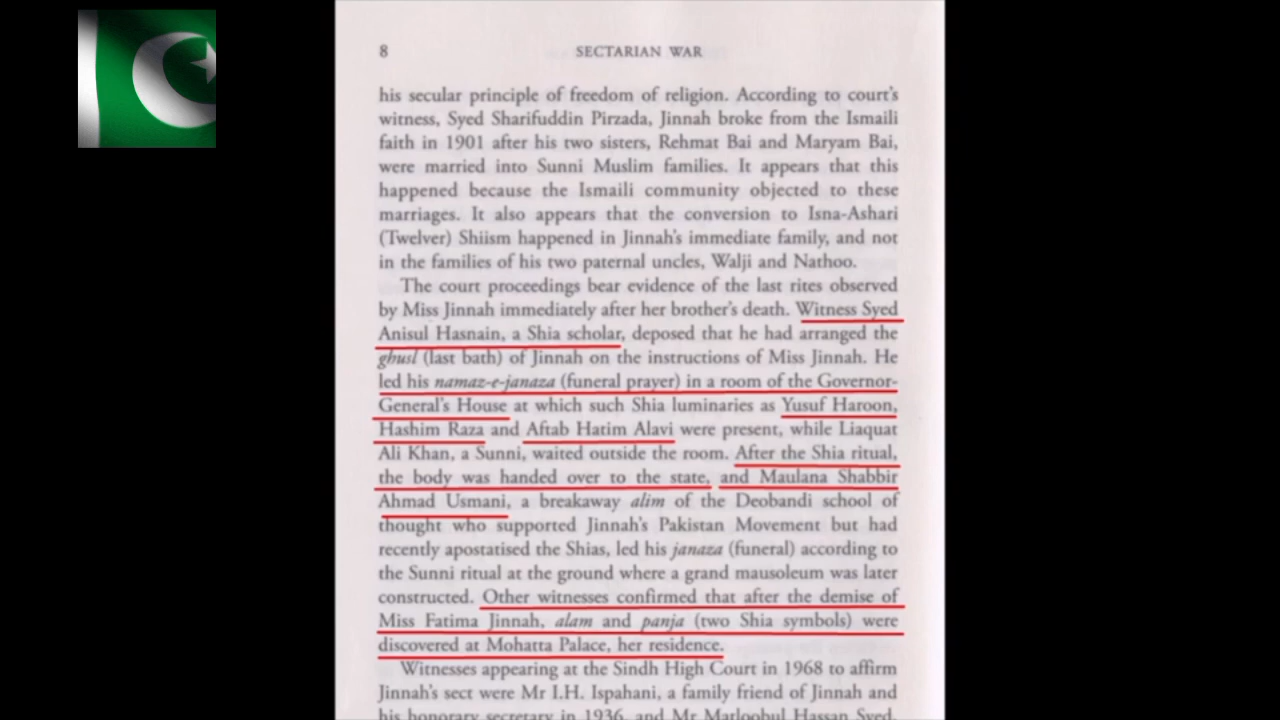 8 SECTARIAN WAR
his secular principle of freedom of religion. According to court's
witness, Syed Sharifuddin Pirzada, Jinnah broke from the Ismaili
faith in 1901 after his two sisters, Rehmat Bai and Maryam Bai,
were married into Sunni Muslim families. It appears that this
happened because the Ismaili community objected to these
marriages. It also appears that the conversion to Isna-Ashari
(Twelver) Shiism happened in Jinnah's immediate family, and not
in the families of his two paternal uncles, Walji and Nathoo.
The court proceedings bear evidence of the last rites observed
by Miss Jinnah immediately after her brother's death. Witness Syed
Anisul Hasnain, a Shia scholar, deposed that he had arranged the
ghusl (last bath) of Jinnah on the instructions of Miss Jinnah. He
led his namaz-e-janaza (funeral prayer) in a room of the Governor-
General's House at which such Shia luminaries as Yusuf Haroon,
Hashim Raza and Aftab Hatim Alavi were present, while Liaquat
Ali Khan, a Sunni, waited outside the room. After the Shia ritual,
the body was handed over to the state, and Maulana Shabbir
Ahmad Usmani, a breakaway alim of the Deobandi school of
thought who supported Jinnah's Pakistan Movement but had
recently apostatised the Shias, led his janaza (funeral) according to
the Sunni ritual at the ground where a grand mausoleum was later
constructed. Other witnesses confirmed that after the demise of
Miss Fatima Jinnah, alam and panja (two Shia symbols) were
discovered at Mohatta Palace, her residence.
Witnesses appearing at the Sindh High Court in 1968 to affirm
Jinnah's sect were Mr I.H. Ispahani, a family friend of Jinnah and
his honorary secretary in 1936, and Mr Matloobul Hassan Syed,